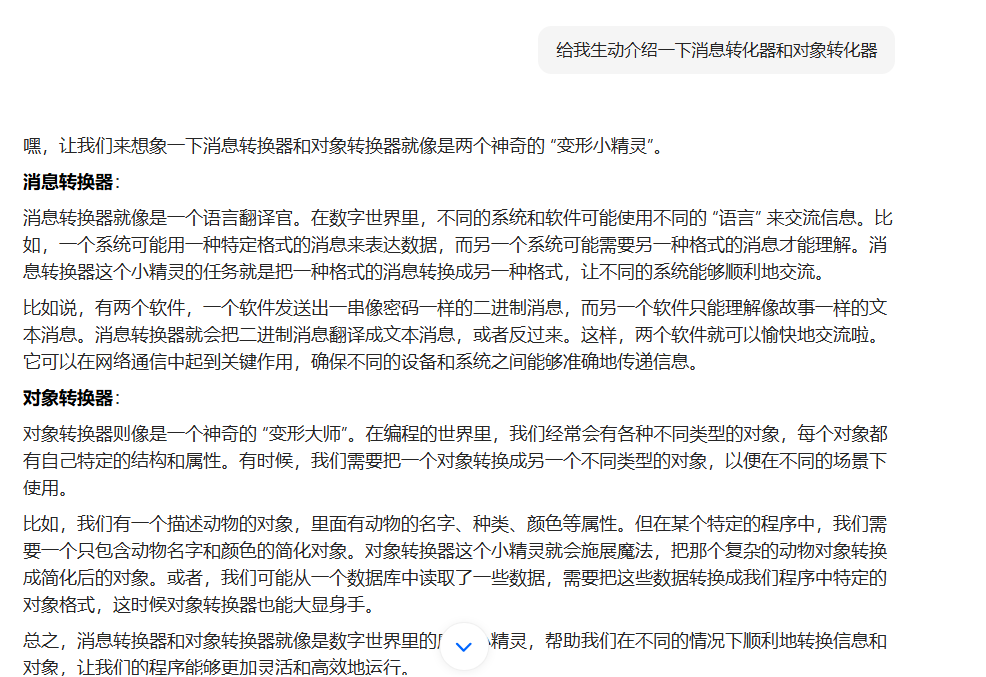 给我生动介绍一下消息转化器和对象转化器
嘿，让我们来想象一下消息转换器和对象转换器就像是两个神奇的 “变形小精灵”。
消息转换器：
消息转换器就像是一个语言翻译官。在数字世界里，不同的系统和软件可能使用不同的 “语言” 来交流信息。比
如，一个系统可能用一种特定格式的消息来表达数据，而另一个系统可能需要另一种格式的消息才能理解。消
息转换器这个小精灵的任务就是把一种格式的消息转换成另一种格式，让不同的系统能够顺利地交流。
比如说，有两个软件，一个软件发送出一串像密码一样的二进制消息，而另一个软件只能理解像故事一样的文
本消息。消息转换器就会把二进制消息翻译成文本消息，或者反过来。这样，两个软件就可以愉快地交流啦。
它可以在网络通信中起到关键作用，确保不同的设备和系统之间能够准确地传递信息。
对象转换器：
对象转换器则像是一个神奇的 “变形大师”。在编程的世界里，我们经常会有各种不同类型的对象，每个对象都
有自己特定的结构和属性。有时候，我们需要把一个对象转换成另一个不同类型的对象，以便在不同的场景下
使用。
比如，我们有一个描述动物的对象，里面有动物的名字、种类、颜色等属性。但在某个特定的程序中，我们需
要一个只包含动物名字和颜色的简化对象。对象转换器这个小精灵就会施展魔法，把那个复杂的动物对象转换
成简化后的对象。或者，我们可能从一个数据库中读取了一些数据，需要把这些数据转换成我们程序中特定的
对象格式，这时候对象转换器也能大显身手。
总之，消息转换器和对象转换器就像是数字世界里的精灵，帮助我们在不同的情况下顺利地转换信息和
对象，让我们的程序能够更加灵活和高效地运行。